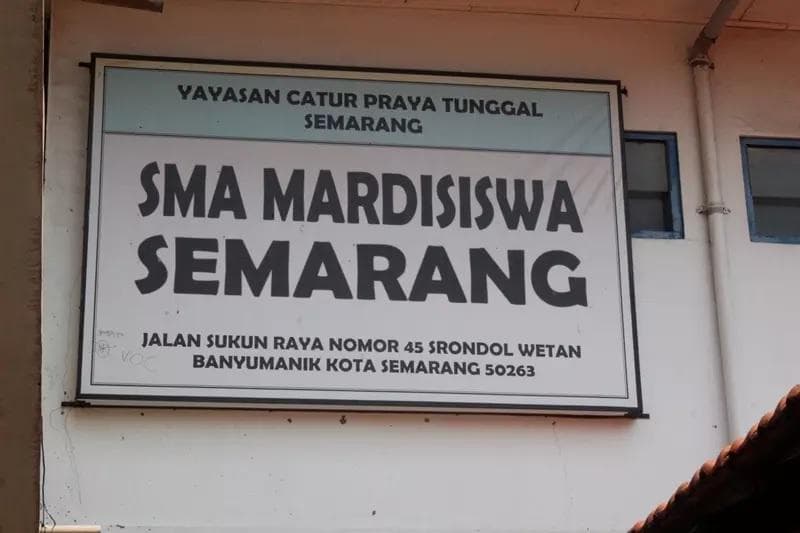 YAYASAN CATUR PRAYA TUNGGAL
SEMARANG
SMA MARDISISWA
SEMARANG
JALAN SUKUN RAYA NOMOR 45 SRONDOL WETAN
BANYUMANIK KOTA SEMARANG 50263
VOC